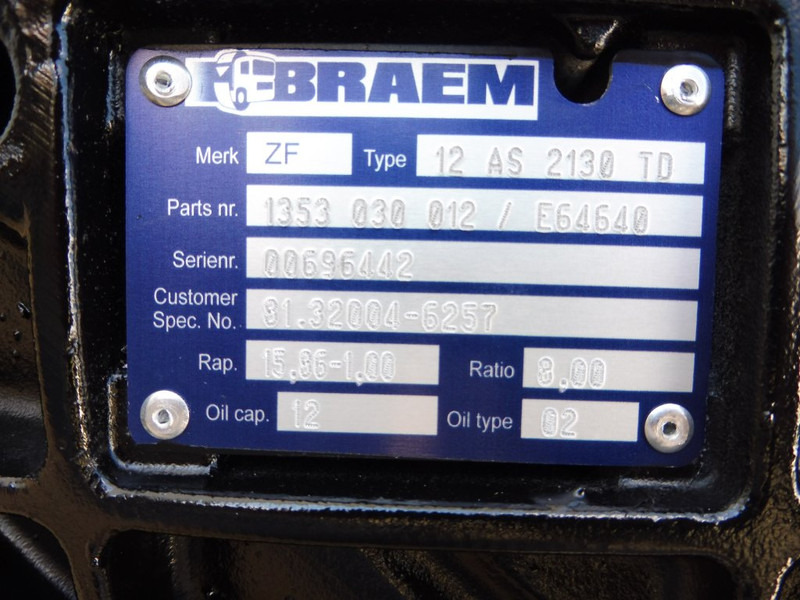 BRAEM
Merk ZF Type 12 AS 2130 TD
Parts nr. 1353 030 012 / E64640
Serienr. 00696442
Customer
Spec. No. 81.32004-6257
Rap. 15,86-1,00 Ratio 0,00
Oil cap. 12 Oil type 02